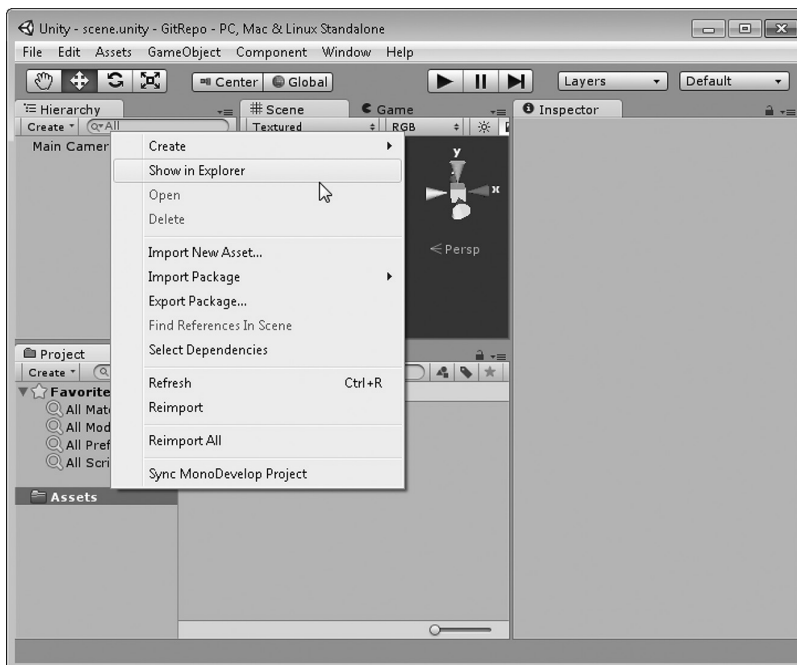 Unity - scene.unity - GitRepo - PC, Mac & Linux Standalone
File Edit Assets GameObject Component Window Help
Center Global Layers Default
Hierarchy
Scene Game
Inspector
Create All
Textured RGB
Main Camer
y
x
Persp
Create
Show in Explorer
Open
Delete
Import New Asset...
Import Package
Export Package...
Find References In Scene
Select Dependencies
Refresh Ctrl+R
Reimport
Reimport All
Sync MonoDevelop Project
Project
Create
Favorite
All Mat
All Mod
All Pref
All Scri
Assets